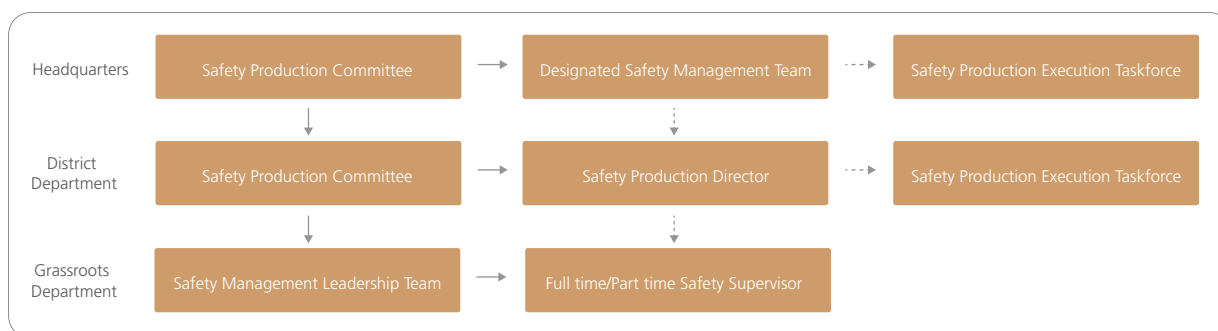 Headquarters
Safety Production Committee
Designated Safety Management Team
Safety Production Execution Taskforce
District
Department
Safety Production Committee
Safety Production Director
Safety Production Execution Taskforce
Grassroots
Department
Safety Management Leadership Team
Full time/Part time Safety Supervisor